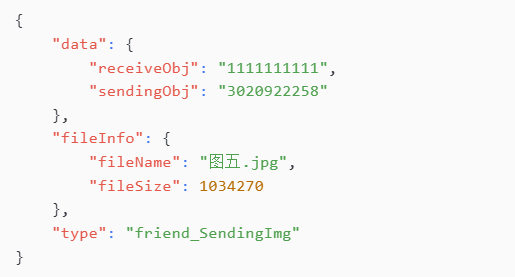 {
    "data": {
        "receiveObj": "1111111111",
        "sendingObj": "3020922258"
    },
    "fileInfo": {
        "fileName": "图五.jpg",
        "fileSize": 1034270
    },
    "type": "friend_SendingImg"
}